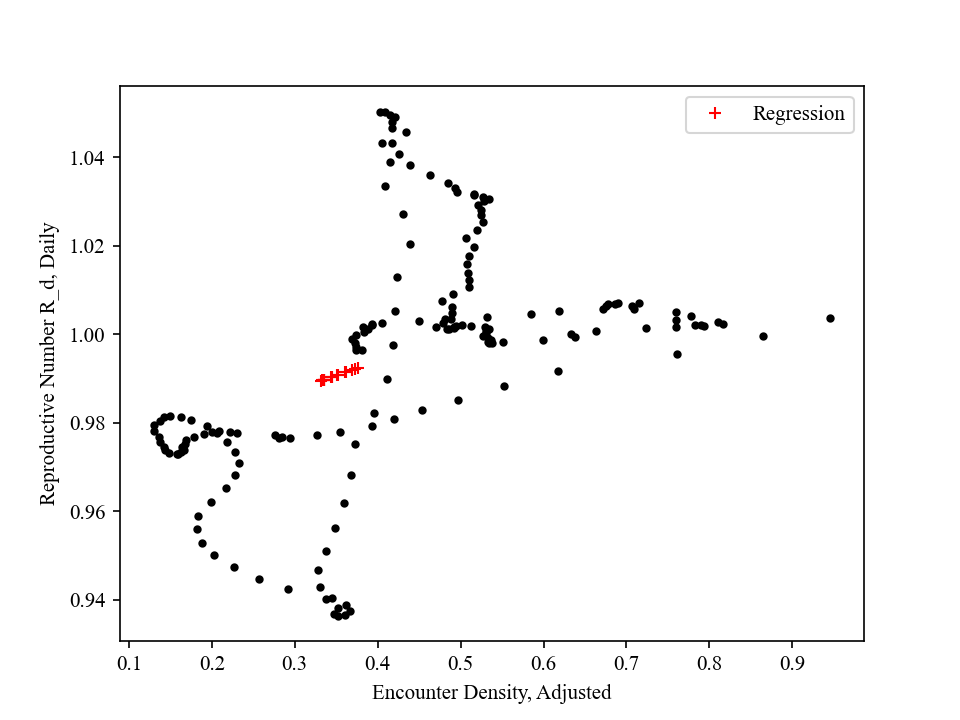 Regression
Reproductive Number R_d, Daily
1.04
1.02
1.00
0.98
0.96
0.94
0.1 0.2 0.3 0.4 0.5 0.6 0.7 0.8 0.9
Encounter Density, Adjusted